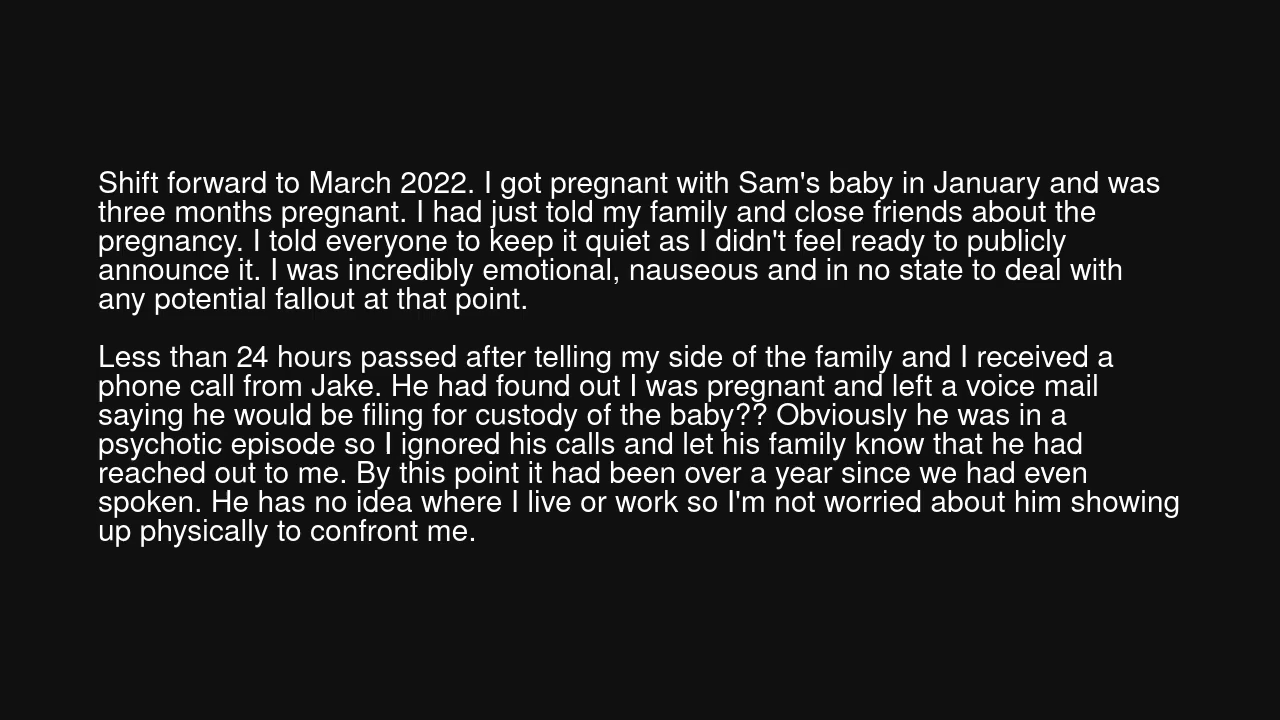 Shift forward to March 2022. I got pregnant with Sam's baby in January and was
three months pregnant. I had just told my family and close friends about the
pregnancy. I told everyone to keep it quiet as I didn't feel ready to publicly
announce it. I was incredibly emotional, nauseous and in no state to deal with
any potential fallout at that point.
Less than 24 hours passed after telling my side of the family and I received a
phone call from Jake. He had found out I was pregnant and left a voice mail
saying he would be filing for custody of the baby?? Obviously he was in a
psychotic episode so I ignored his calls and let his family know that he had
reached out to me. By this point it had been over a year since we had even
spoken. He has no idea where I live or work so I'm not worried about him showing
up physically to confront me.